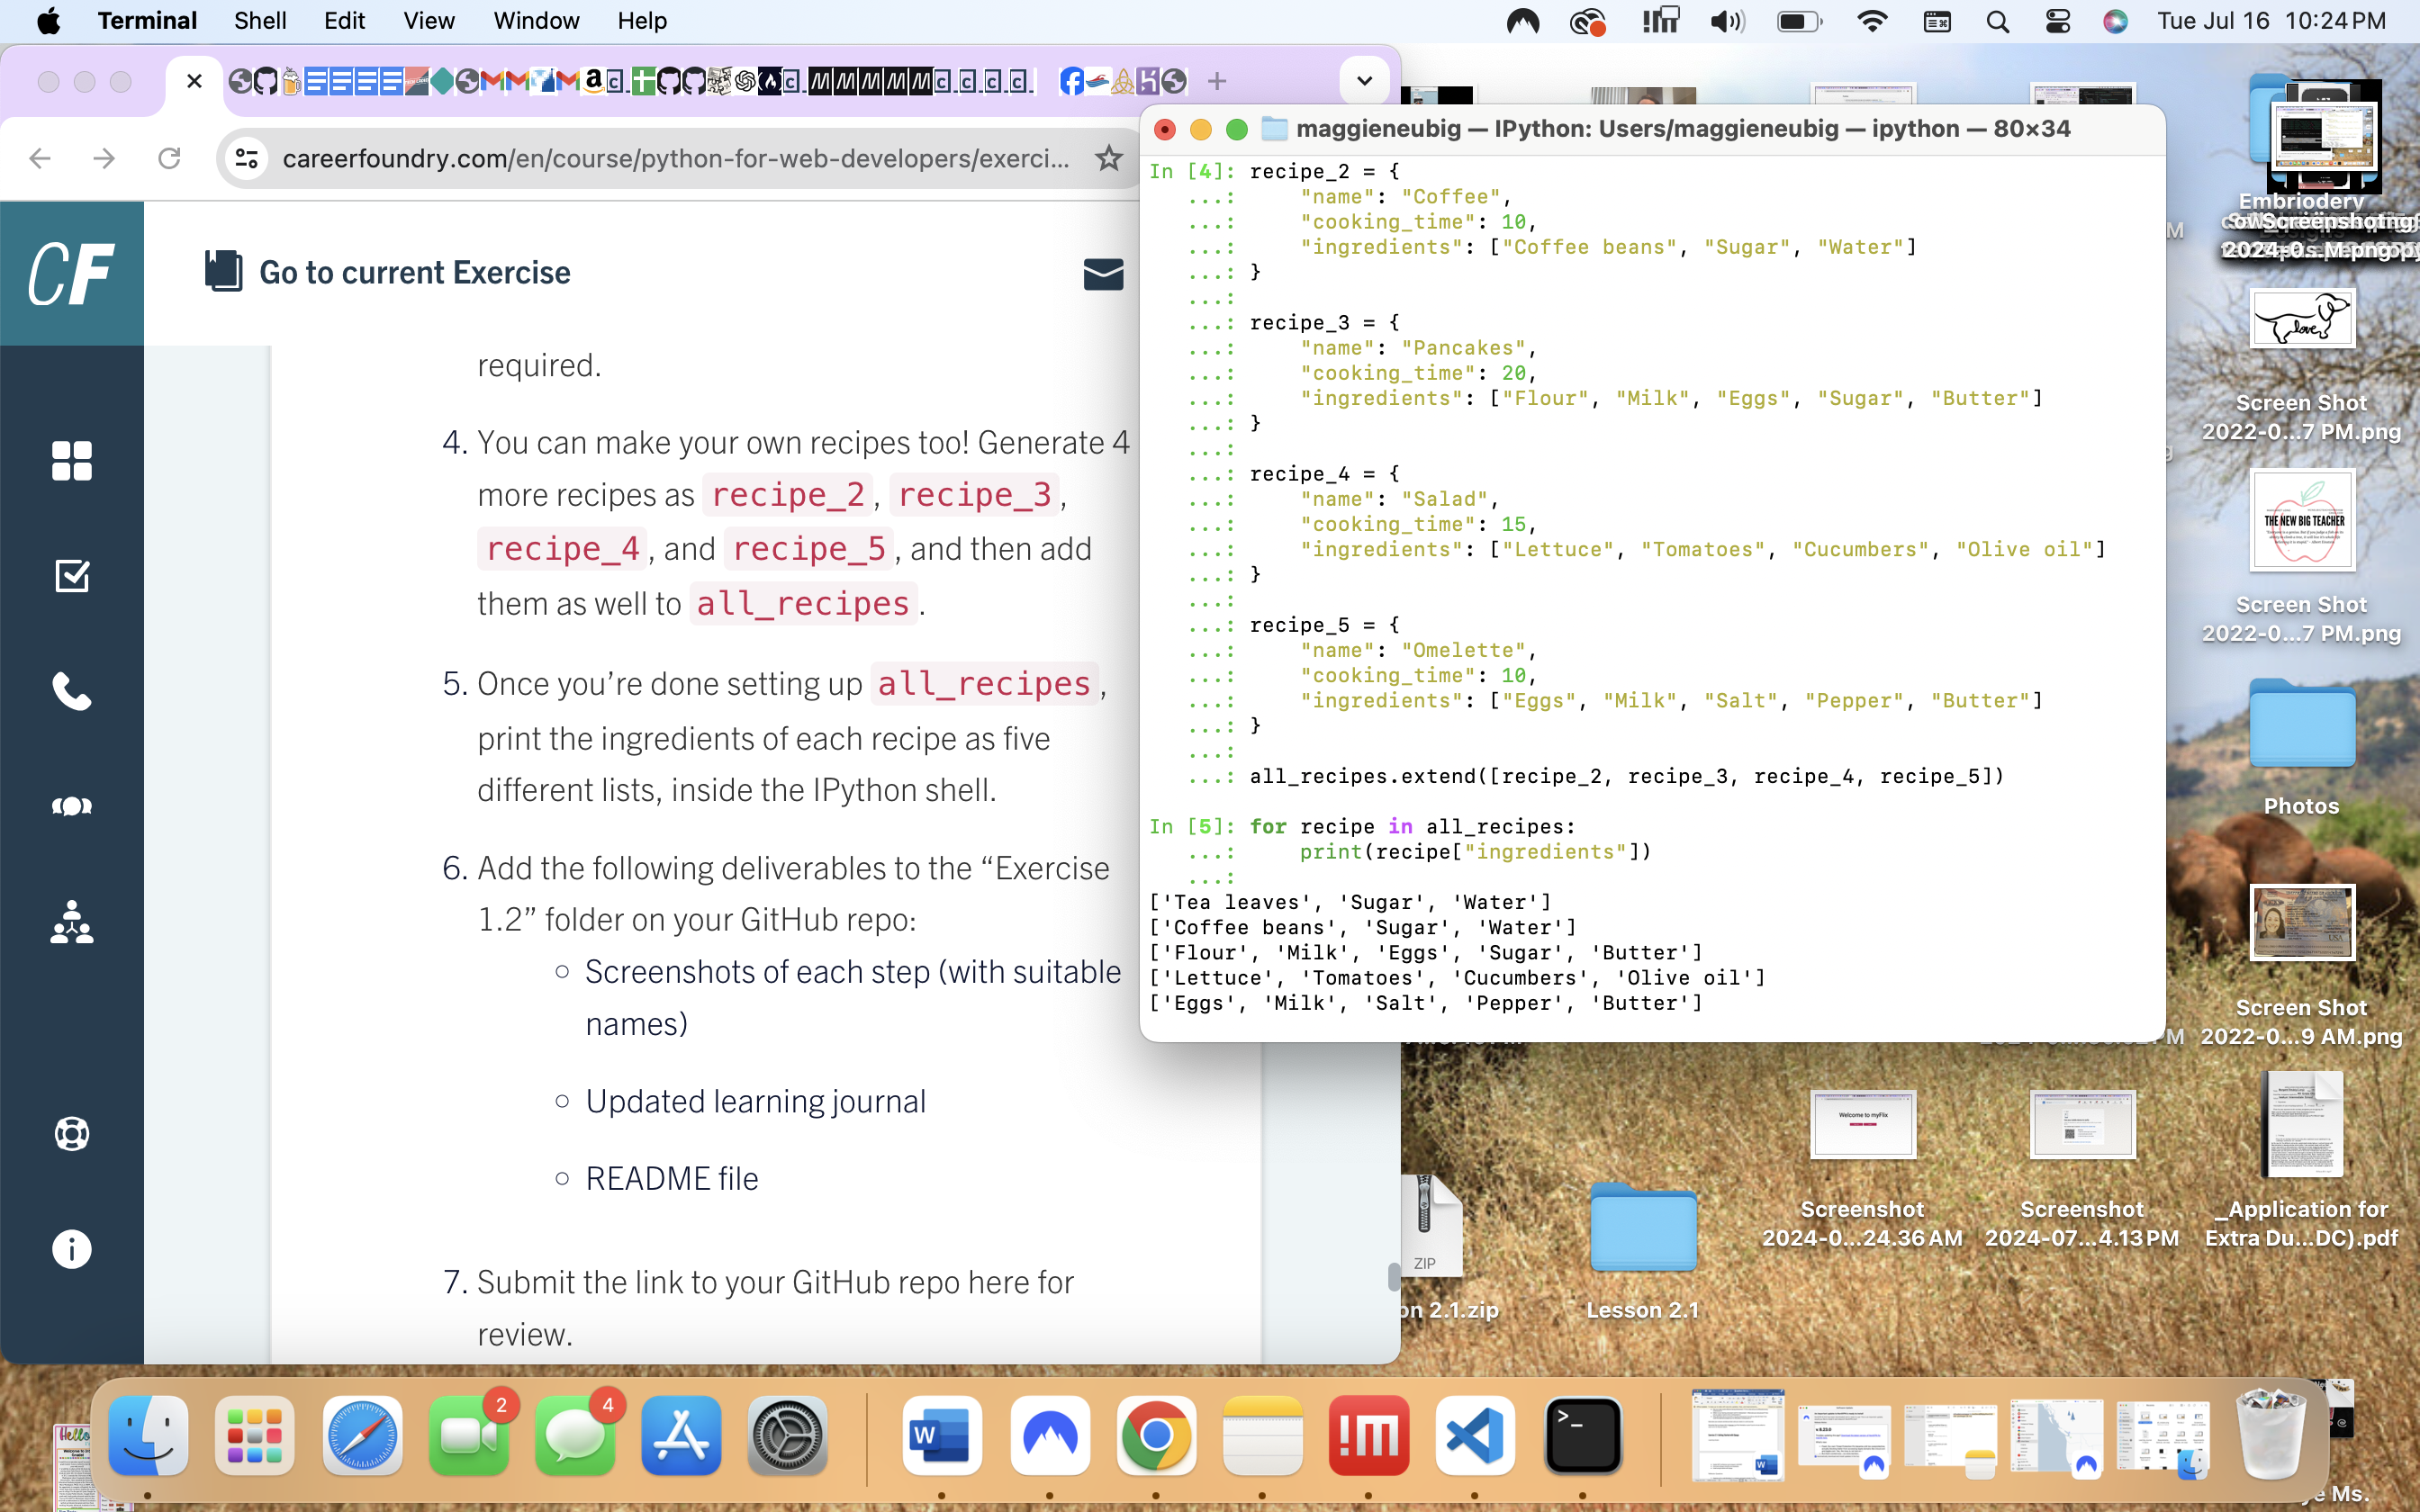 Terminal Shell Edit View Window Help Tue Jul 16 10:24 PM
careerfoundry.com/en/course/python-for-web-developers/exerci...
CF
Go to current Exercise
required.
4. You can make your own recipes too! Generate 4
more recipes as recipe_2, recipe_3,
recipe_4, and recipe_5, and then add
them as well to all_recipes.
5. Once you’re done setting up all_recipes,
print the ingredients of each recipe as five
different lists, inside the IPython shell.
6. Add the following deliverables to the “Exercise
1.2” folder on your GitHub repo:
Screenshots of each step (with suitable
names)
Updated learning journal
README file
7. Submit the link to your GitHub repo here for
review.
maggieneubig — IPython: Users/maggieneubig — ipython — 80×34
In [4]: recipe_2 = {
...: "name": "Coffee",
...: "cooking_time": 10,
...: "ingredients": ["Coffee beans", "Sugar", "Water"]
...: }
...:
...: recipe_3 = {
...: "name": "Pancakes",
...: "cooking_time": 20,
...: "ingredients": ["Flour", "Milk", "Eggs", "Sugar", "Butter"]
...: }
...:
...: recipe_4 = {
...: "name": "Salad",
...: "cooking_time": 15,
...: "ingredients": ["Lettuce", "Tomatoes", "Cucumbers", "Olive oil"]
...: }
...:
...: recipe_5 = {
...: "name": "Omelette",
...: "cooking_time": 10,
...: "ingredients": ["Eggs", "Milk", "Salt", "Pepper", "Butter"]
...: }
...:
...: all_recipes.extend([recipe_2, recipe_3, recipe_4, recipe_5])
In [5]: for recipe in all_recipes:
...: print(recipe["ingredients"])
...:
['Tea leaves', 'Sugar', 'Water']
['Coffee beans', 'Sugar', 'Water']
['Flour', 'Milk', 'Eggs', 'Sugar', 'Butter']
['Lettuce', 'Tomatoes', 'Cucumbers', 'Olive oil']
['Eggs', 'Milk', 'Salt', 'Pepper', 'Butter']
Embriodery
love
Screen Shot
2022-0...7 PM.png
THE NEW BIG TEACHER
Screen Shot
2022-0...7 PM.png
Photos
Screen Shot
2022-0...9 AM.png
Welcome to myFlix
ZIP
on 2.1.zip
Lesson 2.1
Screenshot
2024-0...24.36 AM
Screenshot
2024-07...4.13 PM
_Application for
Extra Du...DC).pdf
Hello
2
4
W
Ms.